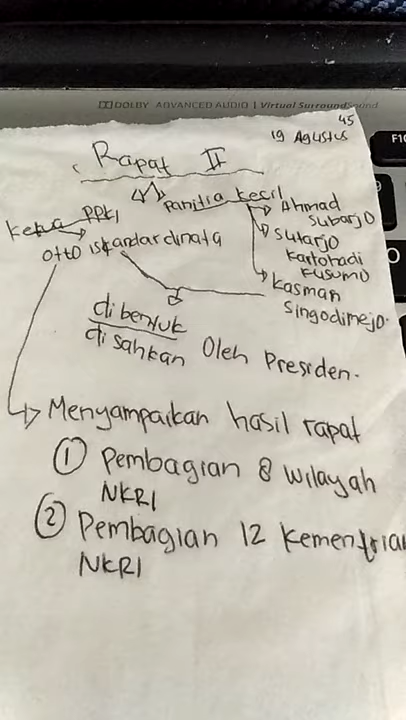 DOLBY ADVANCED AUDIO | Virtual Surround Sound
45
19 Agustus
F10
Rapat II
Panitia kecil
Ketua PPKI
Otto iskandardinata
Ahmad
Subarjo
Sutarjo
Kartohadi
Kusumo
Kasman
Singodimejo.
dibentuk
disahkan Oleh Presiden.
Menyampaikan hasil rapat
① Pembagian 8 wilayah
NKRI
② Pembagian 12 Kementrian
NKRI